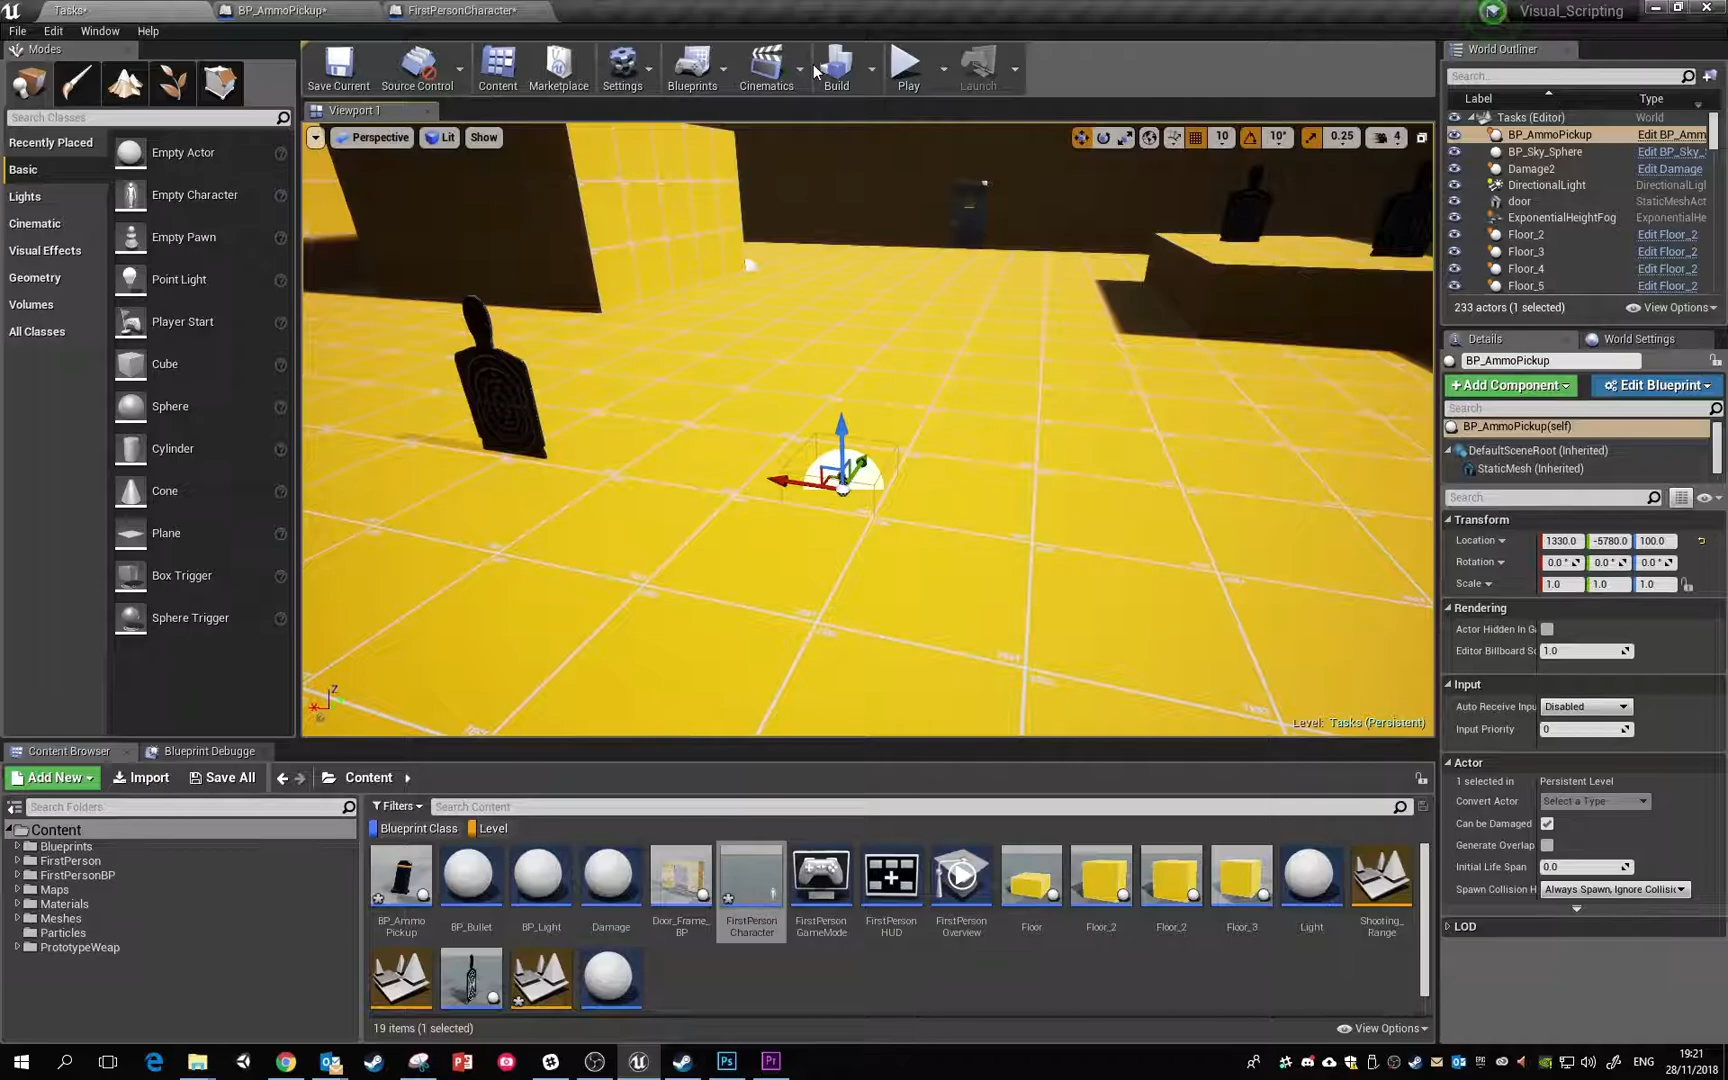 Tasks*
BP_AmmoPickup*
FirstPersonCharacter*
Visual_Scripting
File Edit Window Help
Modes
Search Classes
Recently Placed
Basic
Lights
Cinematic
Visual Effects
Geometry
Volumes
All Classes
Empty Actor
Empty Character
Empty Pawn
Point Light
Player Start
Cube
Sphere
Cylinder
Cone
Plane
Box Trigger
Sphere Trigger
Save Current
Source Control
Content
Marketplace
Settings
Blueprints
Cinematics
Build
Play
Launch
Viewport 1
Perspective
Lit
Show
10
10°
0.25
4
Level: Tasks (Persistent)
World Outliner
Search...
Label Type
Tasks (Editor) World
BP_AmmoPickup Edit BP_Amm
BP_Sky_Sphere Edit BP_Sky_
Damage2 Edit Damage
DirectionalLight DirectionalLigl
door StaticMeshAct
ExponentialHeightFog ExponentialHe
Floor_2 Edit Floor_2
Floor_3 Edit Floor_2
Floor_4 Edit Floor_2
Floor_5 Edit Floor_2
233 actors (1 selected)
View Options
Details
World Settings
BP_AmmoPickup
+Add Component
Edit Blueprint
Search
BP_AmmoPickup(self)
DefaultSceneRoot (Inherited)
StaticMesh (Inherited)
Search...
Transform
Location 1330.0 -5780.0 100.0
Rotation 0.0° 0.0° 0.0°
Scale 1.0 1.0 1.0
Rendering
Actor Hidden In G
Editor Billboard Sc 1.0
Input
Auto Receive Inpu Disabled
Input Priority 0
Actor
1 selected in Persistent Level
Convert Actor Select a Type
Can be Damaged
Generate Overlap
Initial Life Span 0.0
Spawn Collision H Always Spawn, Ignore Collisic
LOD
Content Browser
Blueprint Debugge
Add New
Import
Save All
Content
Search Folders
Filters
Search Content
Content
Blueprints
FirstPerson
FirstPersonBP
Maps
Materials
Meshes
Particles
PrototypeWeap
Blueprint Class
Level
BP_Ammo Pickup
BP_Bullet
BP_Light
Damage
Door_Frame_ BP
FirstPerson Character
FirstPerson GameMode
FirstPerson HUD
FirstPerson Overview
Floor
Floor_2
Floor_2
Floor_3
Light
Shooting_ Range
19 items (1 selected)
View Options
ENG
19:21
28/11/2018